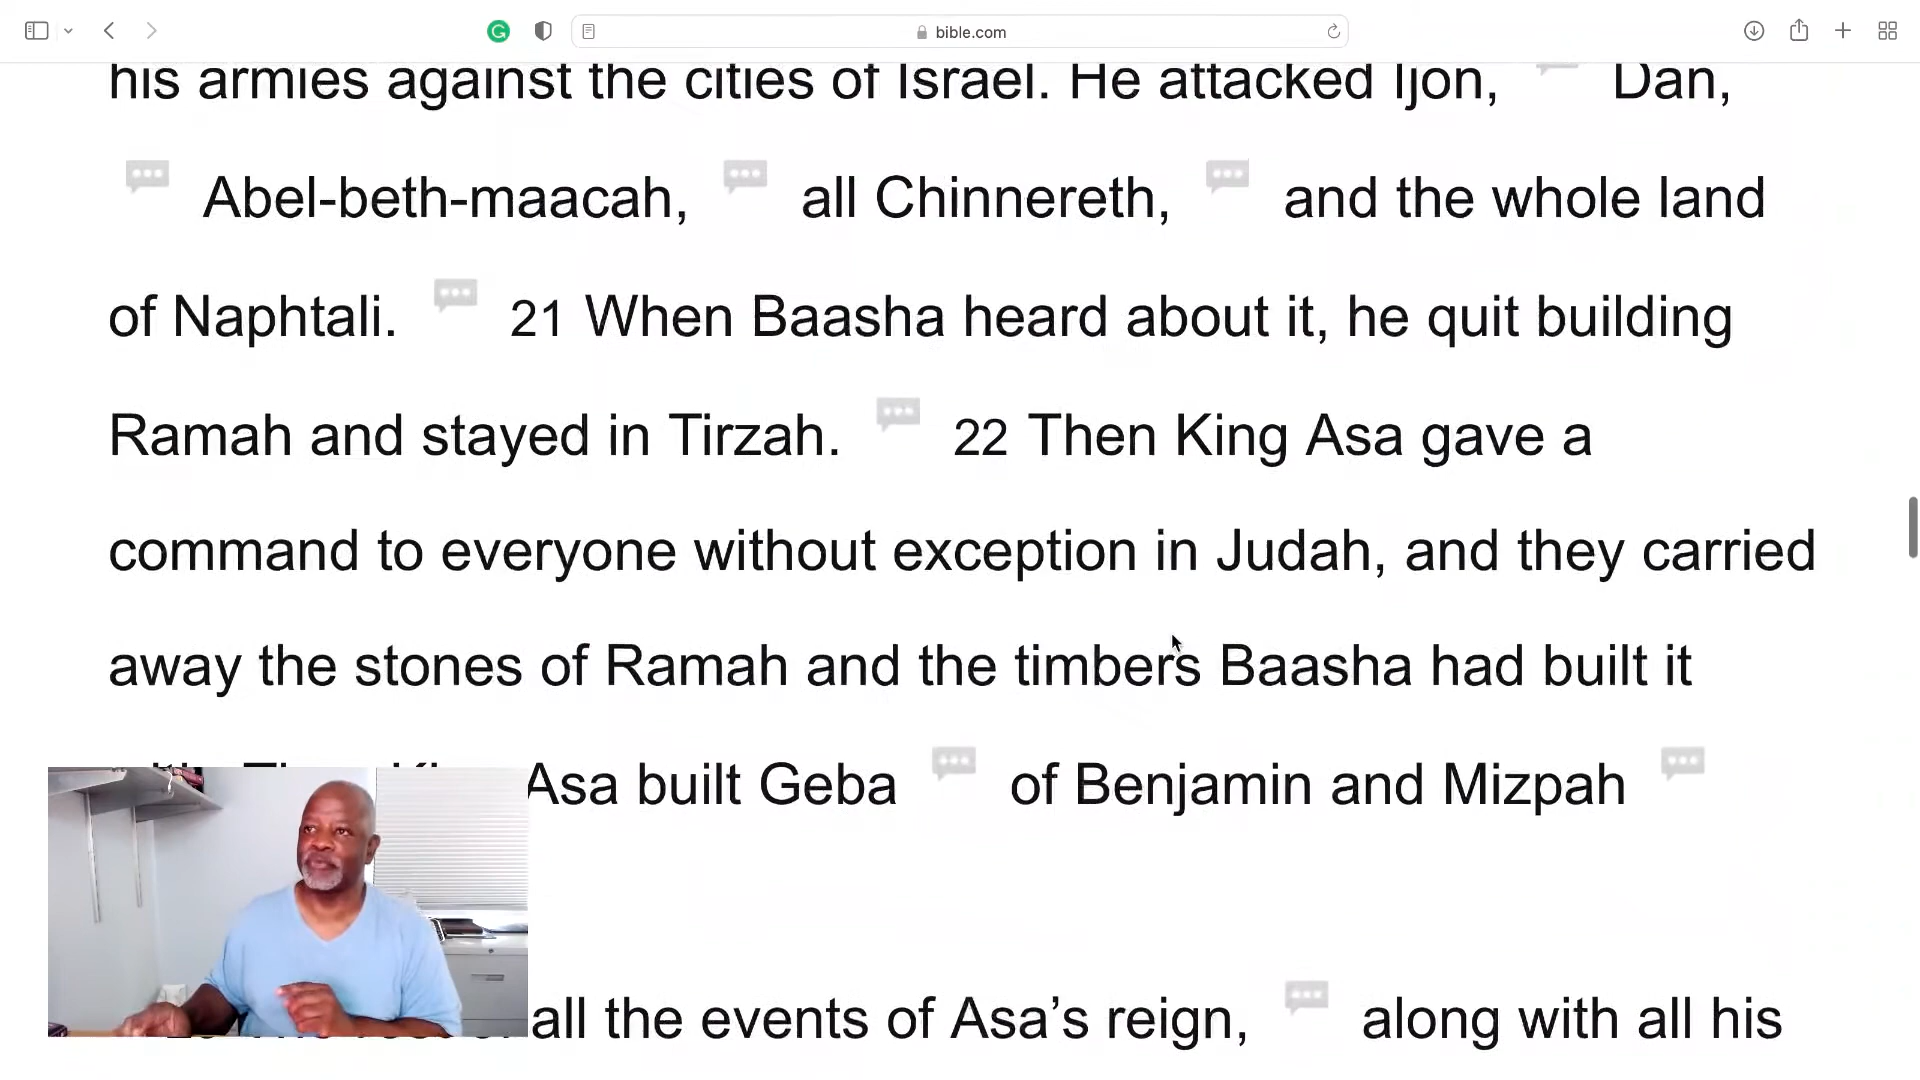 bible.com
his armies against the cities of Israel. He attacked Ijon, Dan,
Abel-beth-maacah, all Chinnereth, and the whole land
of Naphtali. 21 When Baasha heard about it, he quit building
Ramah and stayed in Tirzah. 22 Then King Asa gave a
command to everyone without exception in Judah, and they carried
away the stones of Ramah and the timbers Baasha had built it
Asa built Geba of Benjamin and Mizpah
all the events of Asa’s reign, along with all his